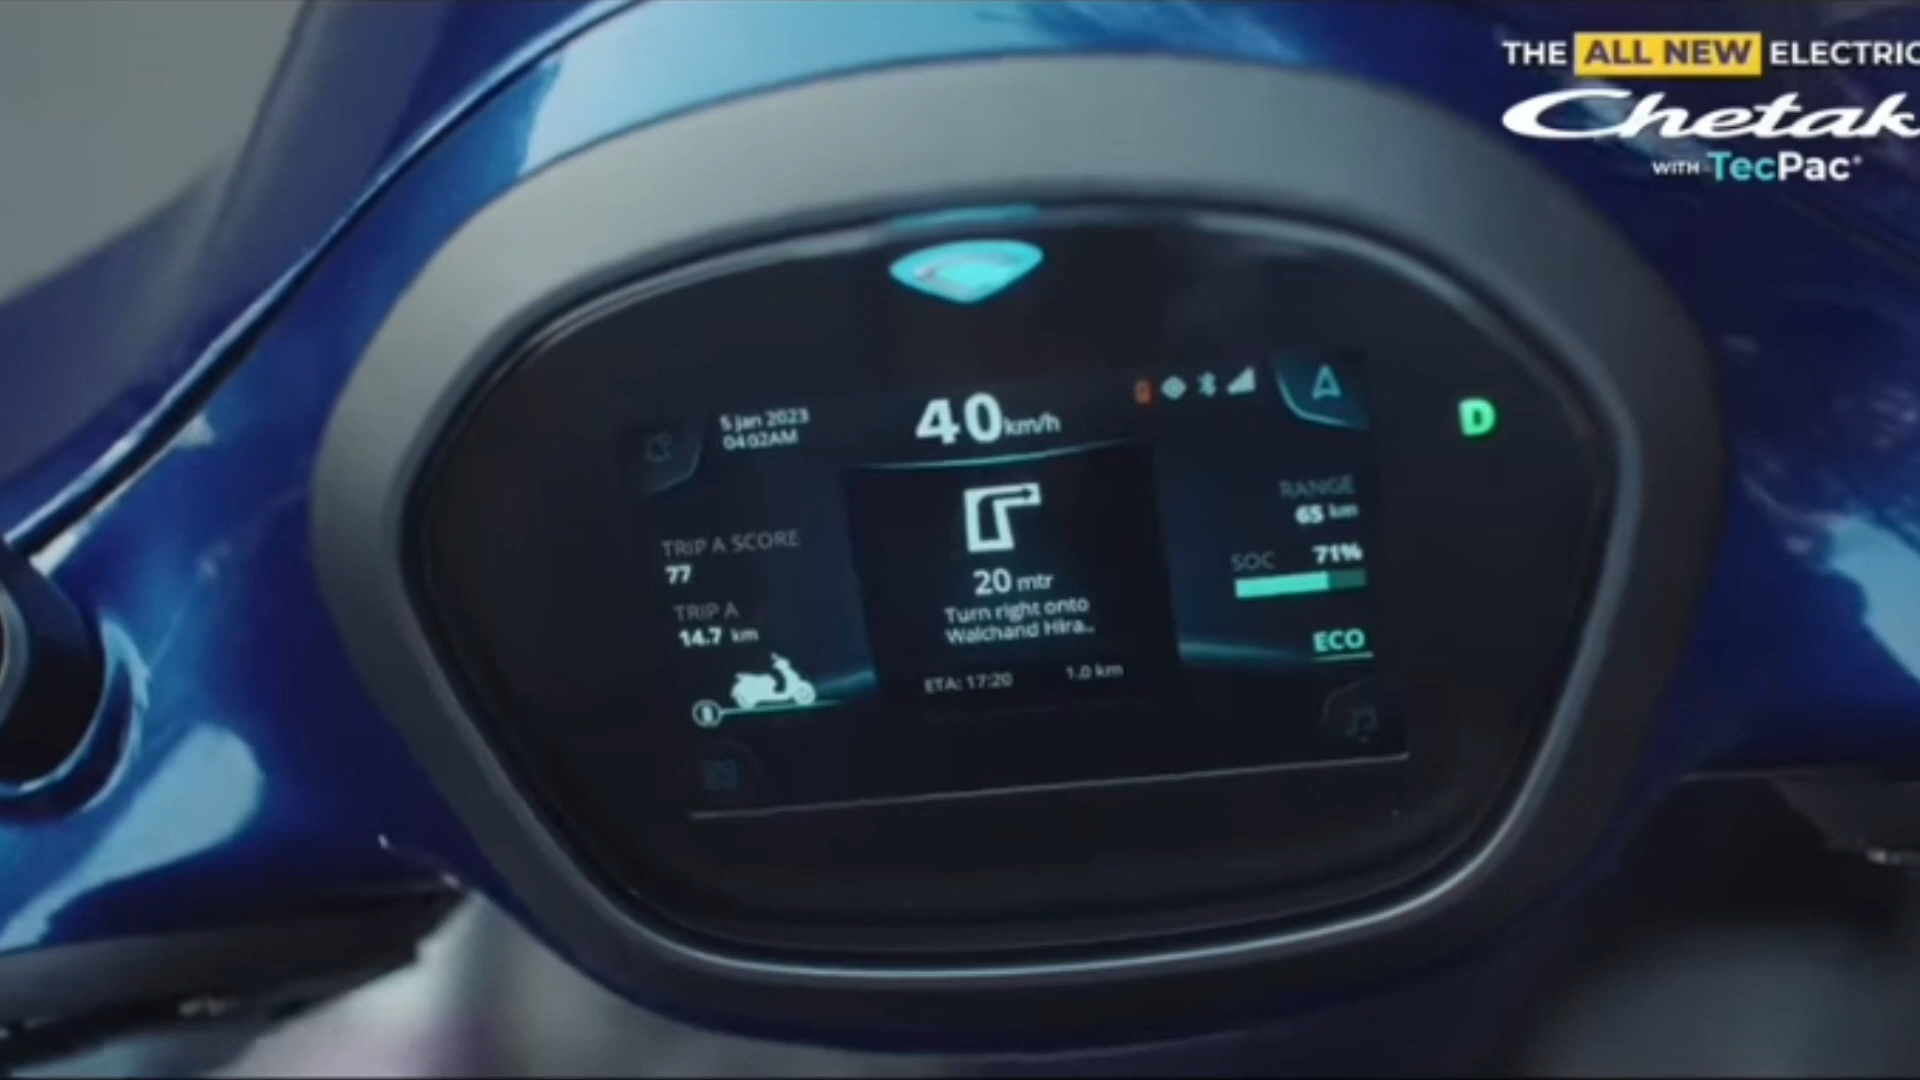 THE ALL NEW ELECTRIC
Chetak
WITH TecPac
5 Jan 2023
04:02AM
40 km/h
D
TRIP A SCORE
77
TRIP A
14.7 km
20 mtr
Turn right onto
Walchand Hira..
ETA: 17:20 1.0 km
RANGE
65 km
SOC 71%
ECO